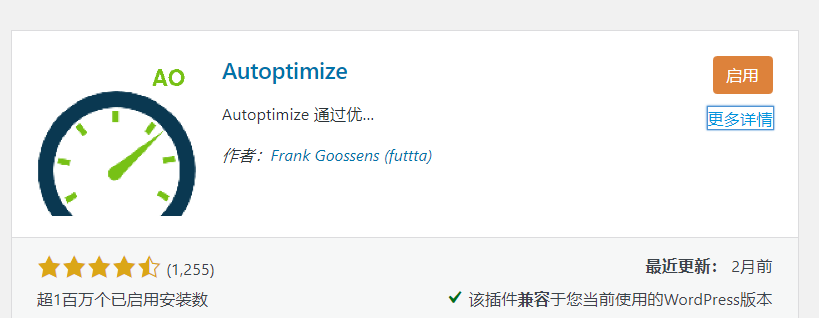 AO
Autoptimize
启用
Autoptimize 通过优...
更多详情
作者：Frank Goossens (futtta)
(1,255)
最近更新： 2月前
超1百万个已启用安装数
该插件兼容于您当前使用的WordPress版本